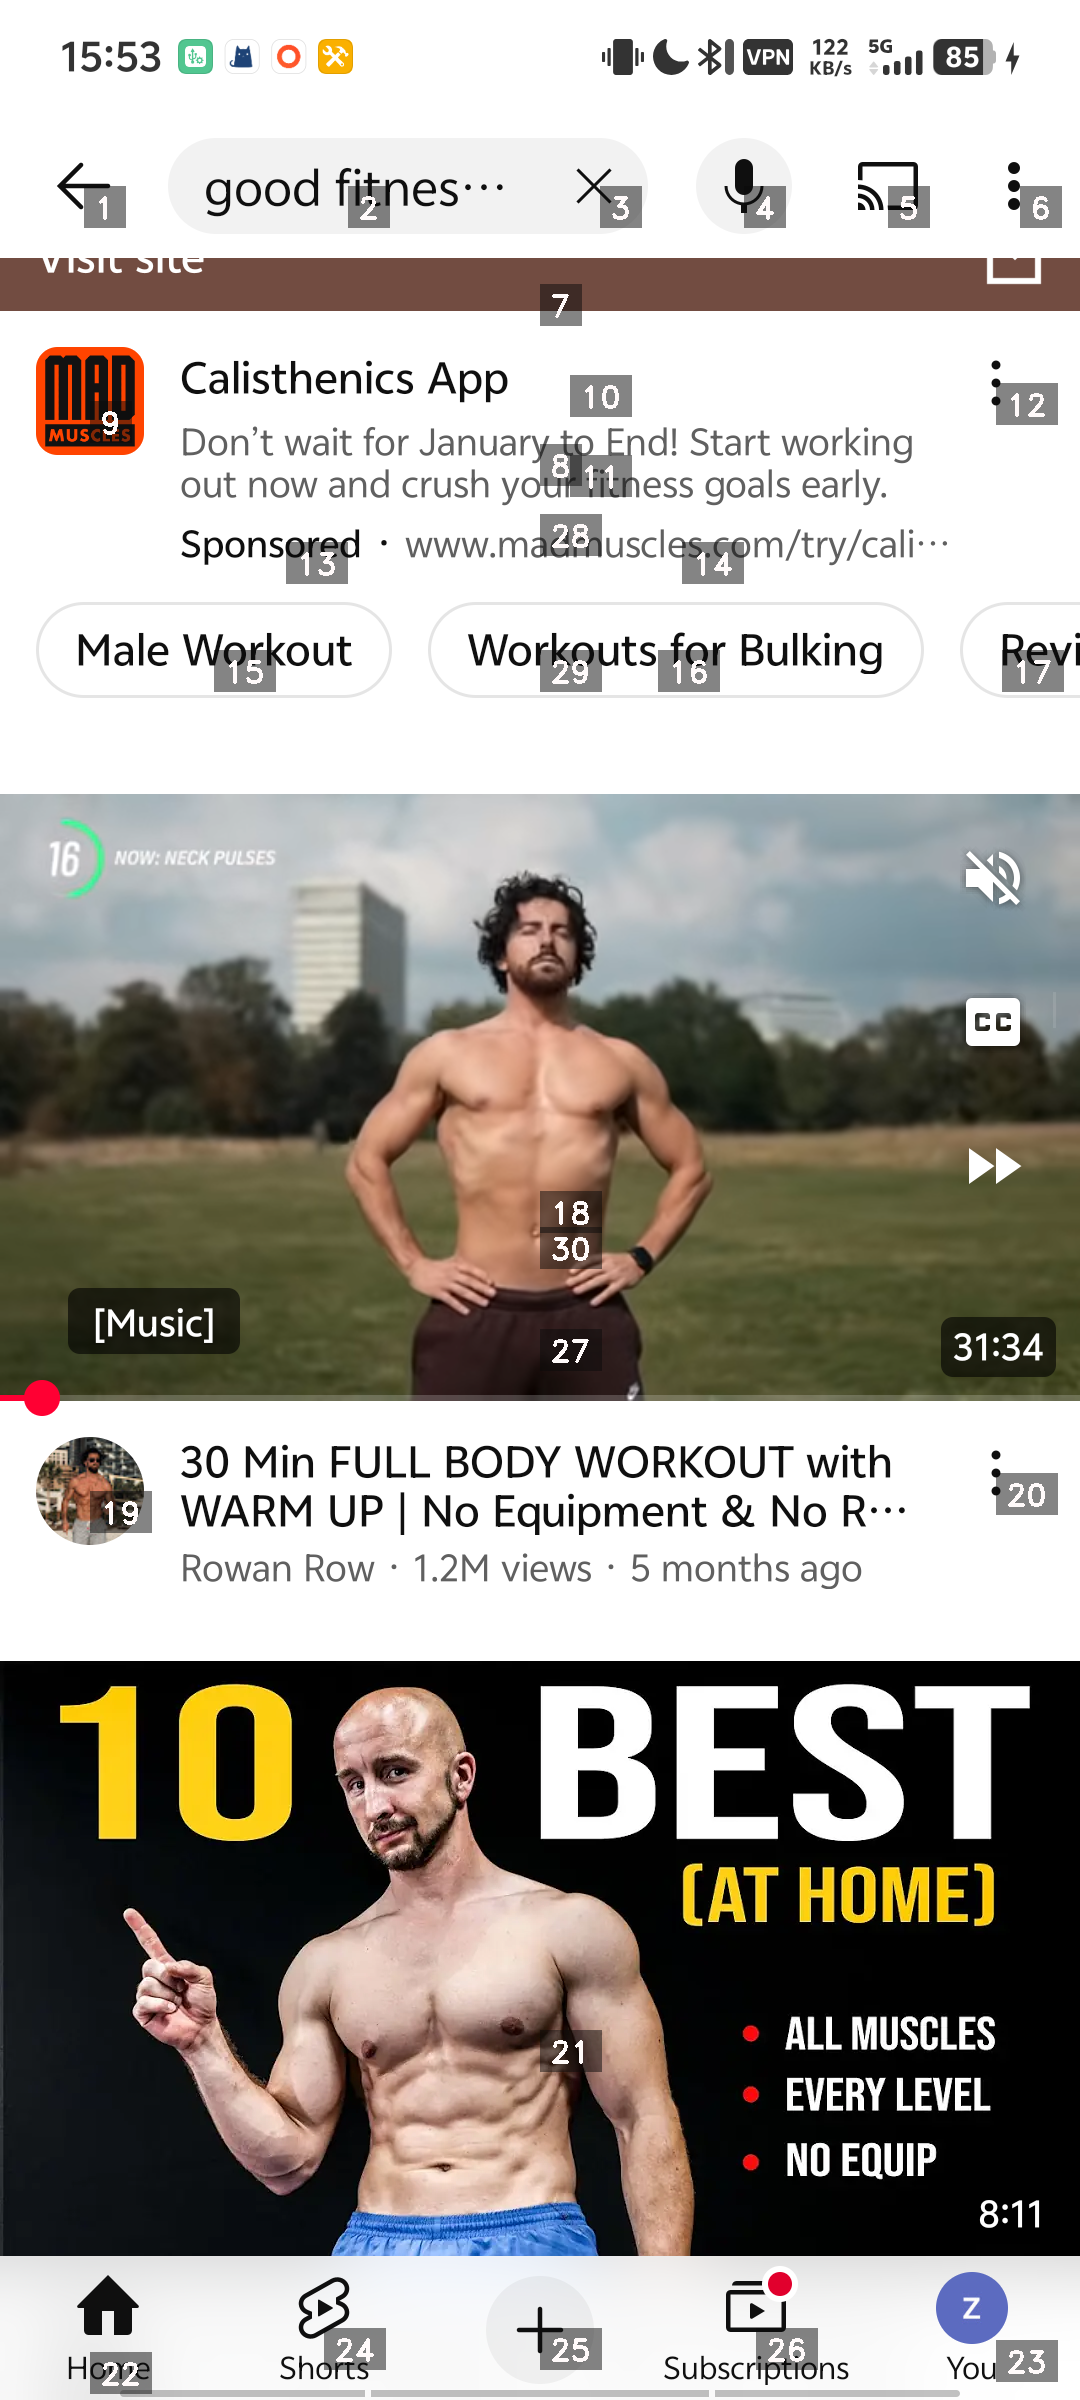 15:53
VPN
122
KB/s
5G
85
good fitnes···
1
2
3
4
5
6
Visit site
7
MAD
MUSCLES
9
Calisthenics App
10
12
Don't wait for January to End! Start working
8
11
out now and crush your fitness goals early.
28
Sponsored · www.madmuscles.com/try/cali···
13
14
Male Workout
Workouts for Bulking
Revi
15
29
16
17
16
NOW: NECK PULSES
CC
18
30
[Music]
27
31:34
30 Min FULL BODY WORKOUT with
WARM UP | No Equipment & No R···
19
20
Rowan Row · 1.2M views · 5 months ago
10 BEST
(AT HOME)
ALL MUSCLES
21
EVERY LEVEL
NO EQUIP
8:11
Z
Home
Shorts
Subscriptions
You
22
24
25
26
23